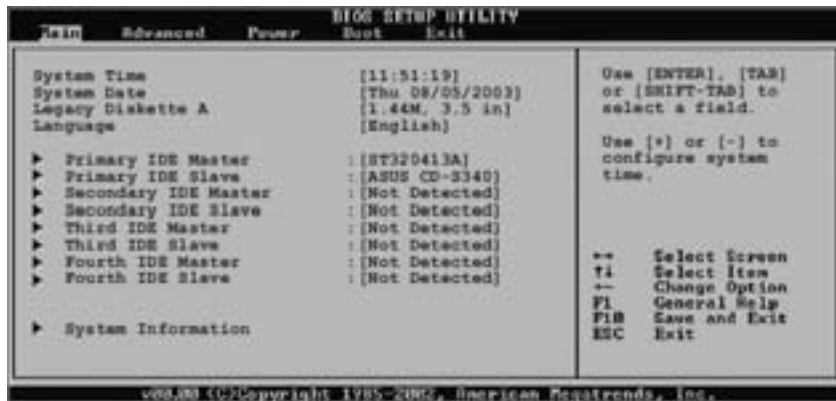 BIOS SETUP UTILITY
Main Advanced Power Boot Exit
System Time [11:51:19]
System Date [Thu 08/05/2003]
Legacy Diskette A [1.44M, 3.5 in]
Language [English]
Primary IDE Master :[ST320413A]
Primary IDE Slave :[ASUS CD-S340]
Secondary IDE Master :[Not Detected]
Secondary IDE Slave :[Not Detected]
Third IDE Master :[Not Detected]
Third IDE Slave :[Not Detected]
Fourth IDE Master :[Not Detected]
Fourth IDE Slave :[Not Detected]
System Information
Use [ENTER], [TAB]
or [SHIFT-TAB] to
select a field.
Use [+] or [-] to
configure system
time.
←→ Select Screen
↑↓ Select Item
+- Change Option
F1 General Help
F10 Save and Exit
ESC Exit
v00.00 (C)Copyright 1985-2002, American Megatrends, Inc.